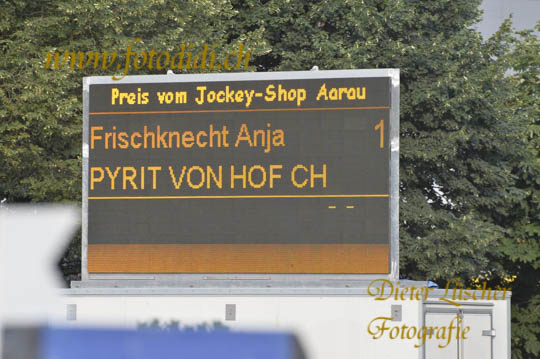 www.fotodidi.ch
Preis vom Jockey-Shop Aarau
Frischknecht Anja 1
PYRIT VON HOF CH
- -
Dieter Lüscher
Fotografie